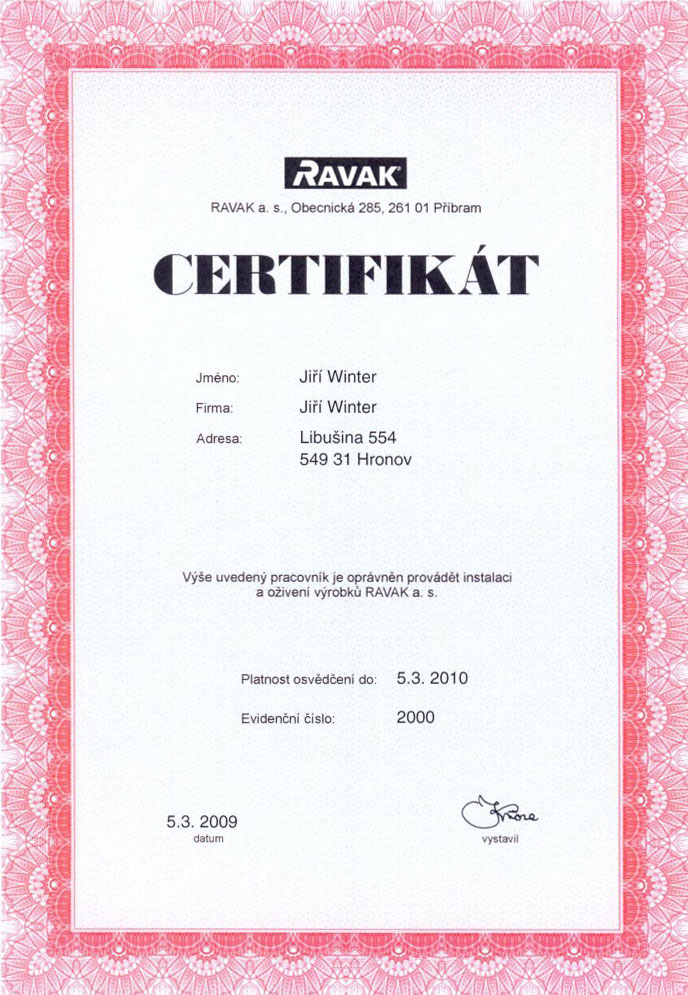 RAVAK®
RAVAK a. s., Obecnická 285, 261 01 Příbram
CERTIFIKÁT
Jméno: Jiří Winter
Firma: Jiří Winter
Adresa: Libušina 554
549 31 Hronov
Výše uvedený pracovník je oprávněn provádět instalaci
a oživení výrobků RAVAK a. s.
Platnost osvědčení do: 5.3. 2010
Evidenční číslo: 2000
5.3. 2009
datum
vystavil